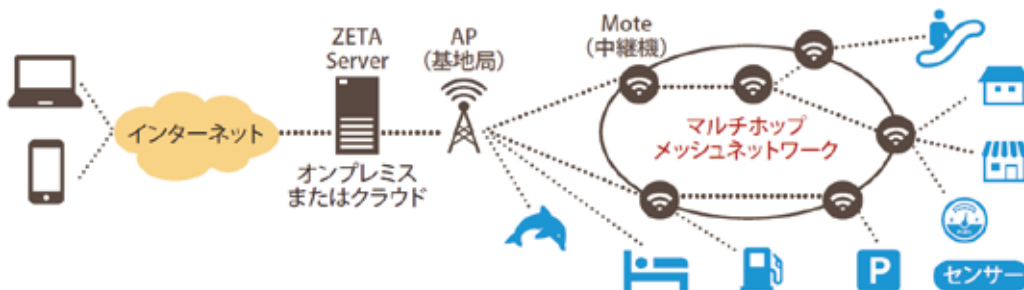 インターネット
ZETA
Server
オンプレミス
またはクラウド
AP
(基地局)
Mote
(中継機)
マルチホップ
メッシュネットワーク
P
センサー